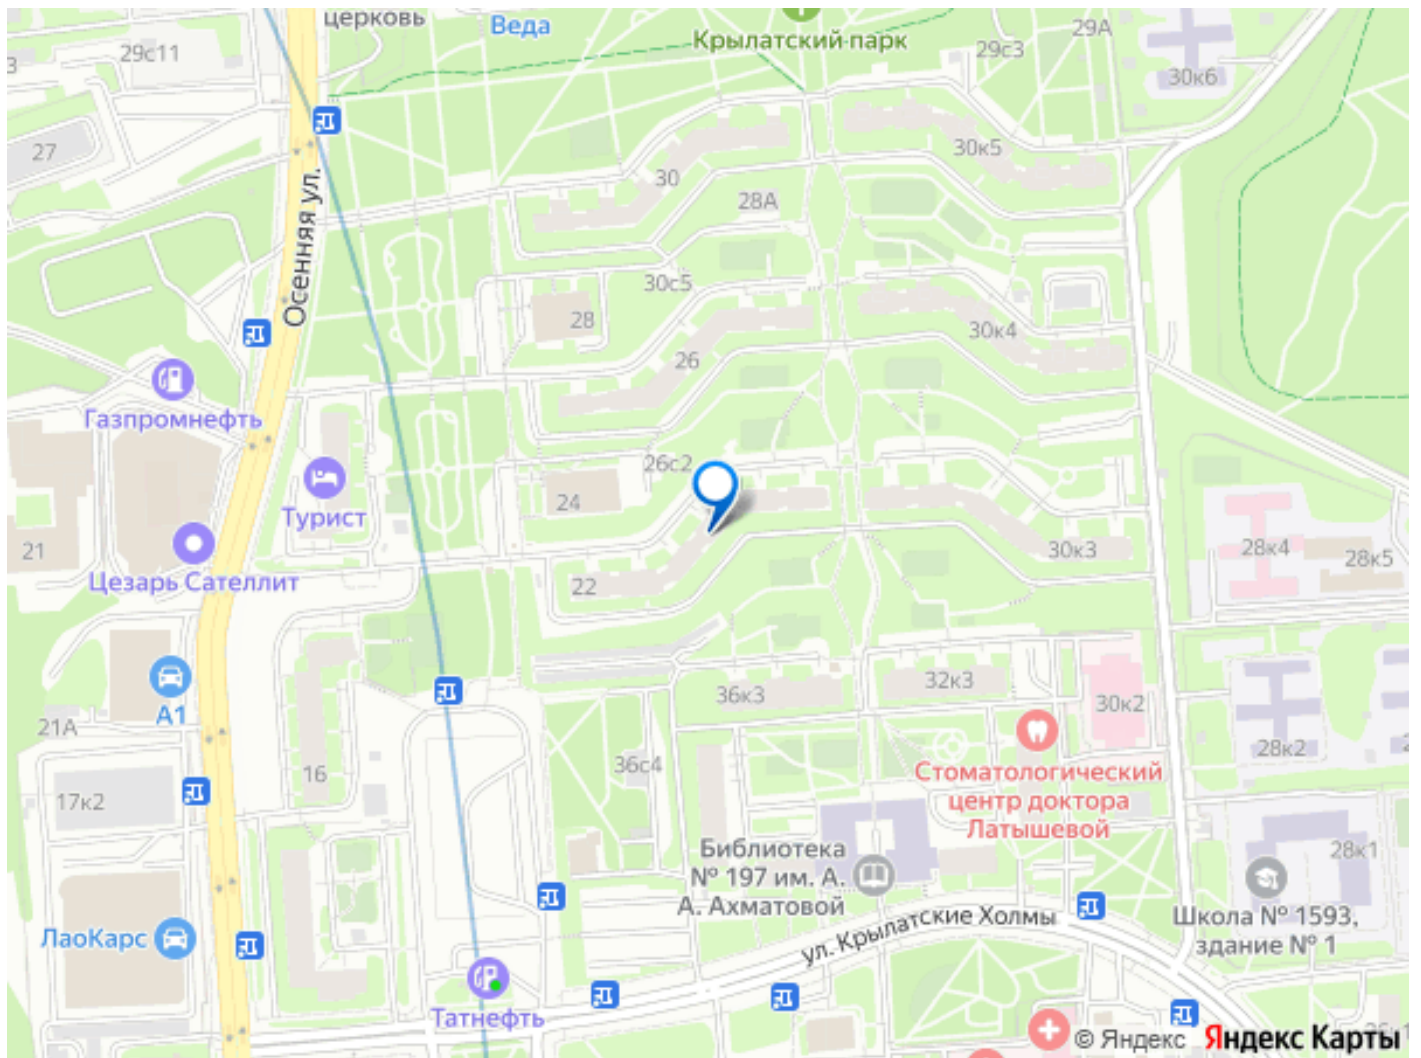 церковь
Веда
Крылатский парк
29А
29с3
29с11
3
30к6
27
30к5
30
28А
Осенняя ул.
30с5
28
30к4
26
Газпромнефть
26с2
24
Турист
21
28к4
30к3
28к5
Цезарь Сателлит
22
32к3
36к3
30к2
А1
21А
28к2
2
36с4
16
17к2
Стоматологический
центр доктора
Латышевой
Библиотека
№ 197 им. А.
А. Ахматовой
28к1
ул. Крылатские Холмы
Школа № 1593,
здание № 1
ЛаоКарс
Татнефть
© Яндекс Яндекс Карты